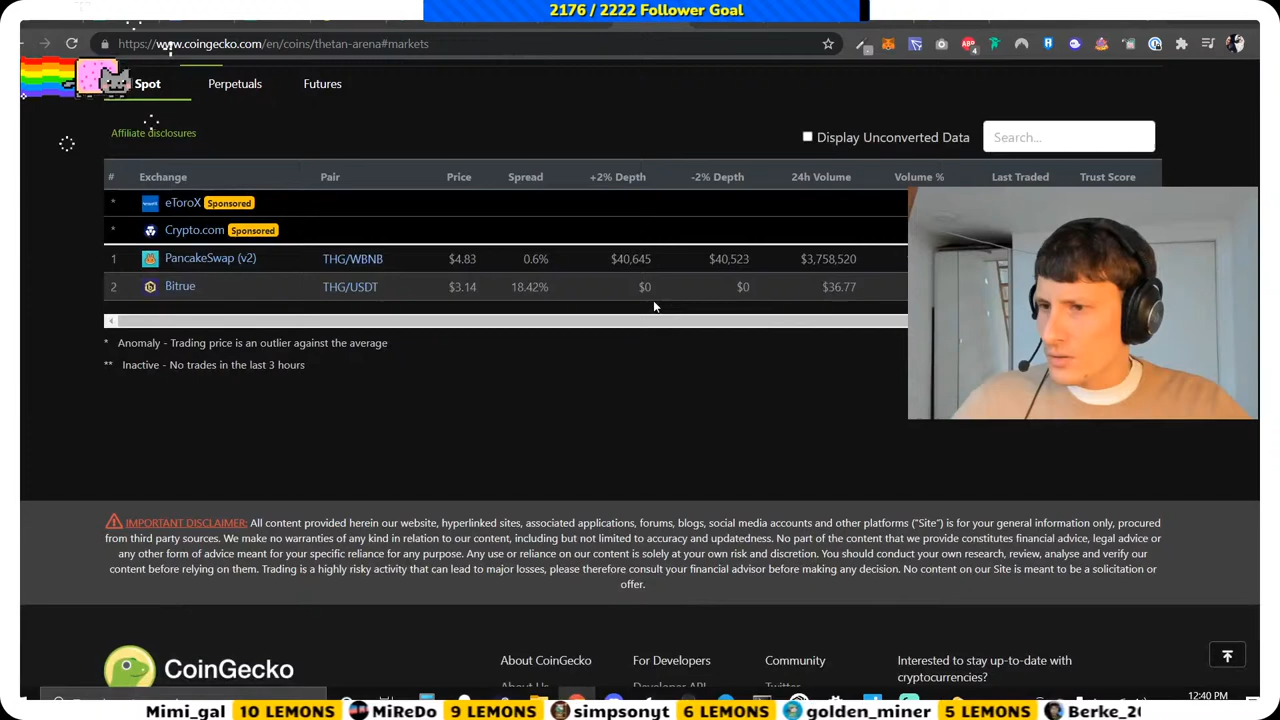 2176 / 2222 Follower Goal
https://www.coingecko.com/en/coins/thetan-arena#markets
4
Spot Perpetuals Futures
Affiliate disclosures
Display Unconverted Data Search...
# Exchange Pair Price Spread +2% Depth -2% Depth 24h Volume Volume % Last Traded Trust Score
* eToroX Sponsored
* Crypto.com Sponsored
1 PancakeSwap (v2) THG/WBNB $4.83 0.6% $40,645 $40,523 $3,758,520
2 Bitrue THG/USDT $3.14 18.42% $0 $0 $36.77
* Anomaly - Trading price is an outlier against the average
** Inactive - No trades in the last 3 hours
IMPORTANT DISCLAIMER: All content provided herein our website, hyperlinked sites, associated applications, forums, blogs, social media accounts and other platforms ("Site") is for your general information only, procured
from third party sources. We make no warranties of any kind in relation to our content, including but not limited to accuracy and updatedness. No part of the content that we provide constitutes financial advice, legal advice or
any other form of advice meant for your specific reliance for any purpose. Any use or reliance on our content is solely at your own risk and discretion. You should conduct your own research, review, analyse and verify our
content before relying on them. Trading is a highly risky activity that can lead to major losses, please therefore consult your financial advisor before making any decision. No content on our Site is meant to be a solicitation or
offer.
CoinGecko
About CoinGecko For Developers Community Interested to stay up-to-date with
cryptocurrencies?
About Us Developer API Twitter
12:40 PM
Mimi_gal 10 LEMONS MiReDo 9 LEMONS simpsonyt 6 LEMONS golden_miner 5 LEMONS Berke_20